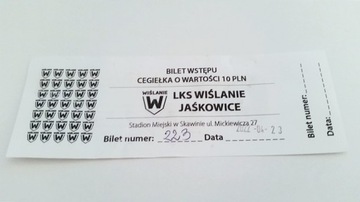 BILET WSTĘPU
CEGIEŁKA O WARTOŚCI 10 PLN
WIŚLANIE
W
LKS WIŚLANIE
JAŚKOWICE
Stadion Miejski w Skawinie ul. Mickiewicza 27
Bilet numer: 223 Data
Bilet numer:
Data: